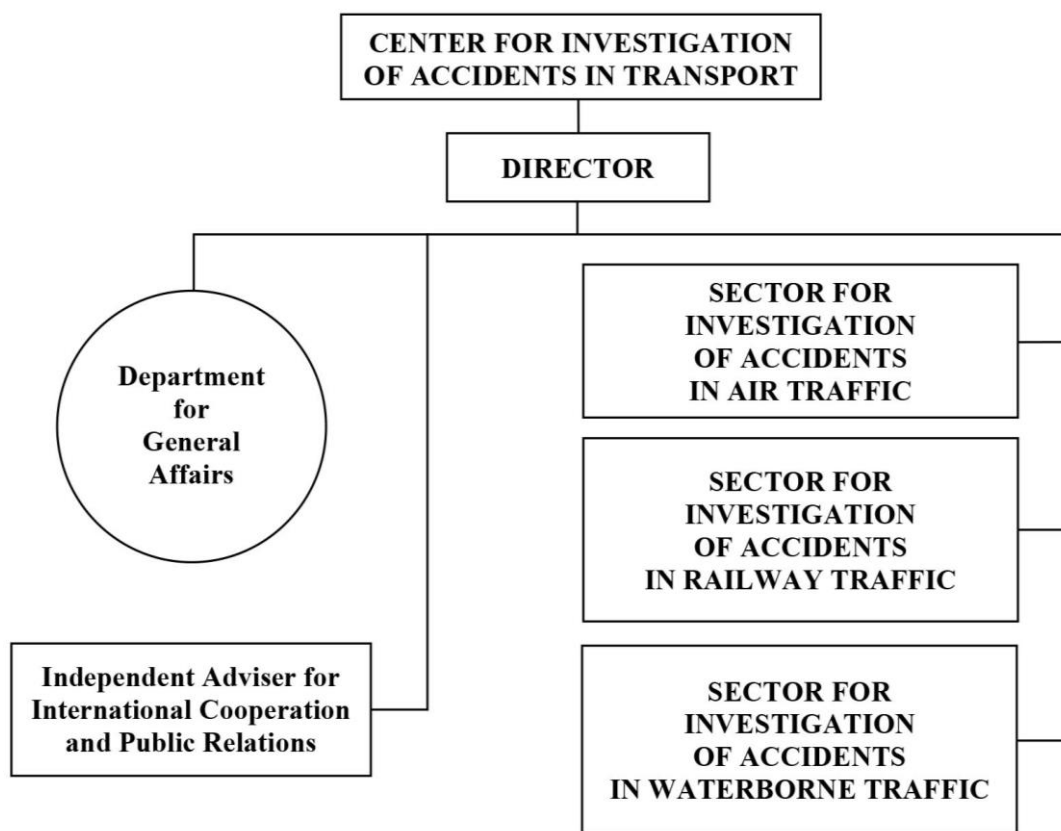 CENTER FOR INVESTIGATION
OF ACCIDENTS IN TRANSPORT
DIRECTOR
Department
for
General
Affairs
Independent Adviser for
International Cooperation
and Public Relations
SECTOR FOR
INVESTIGATION
OF ACCIDENTS
IN AIR TRAFFIC
SECTOR FOR
INVESTIGATION
OF ACCIDENTS
IN RAILWAY TRAFFIC
SECTOR FOR
INVESTIGATION
OF ACCIDENTS
IN WATERBORNE TRAFFIC